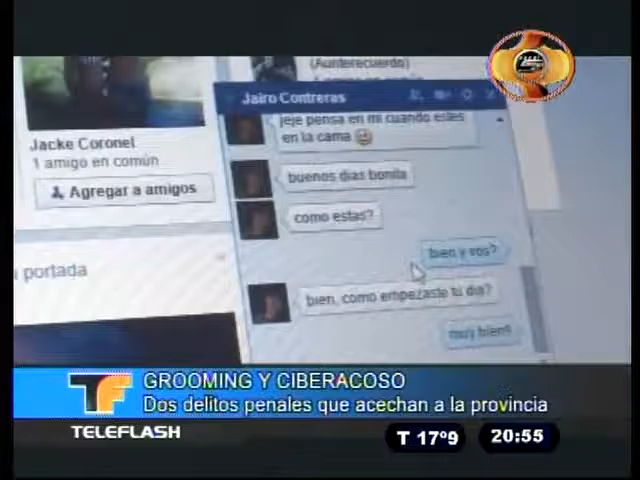 (Aunterecuerdo)
Jairo Contreras
jeje pensa en mi cuando estes
en la cama
Jacke Coronel
1 amigo en común
Agregar a amigos
buenos dias bonita
como estas?
bien y vos?
portada
bien, como empezaste tu dia?
muy bien!!
GROOMING Y CIBERACOSO
Dos delitos penales que acechan a la provincia
TF
TELEFLASH
T 17º9
20:55